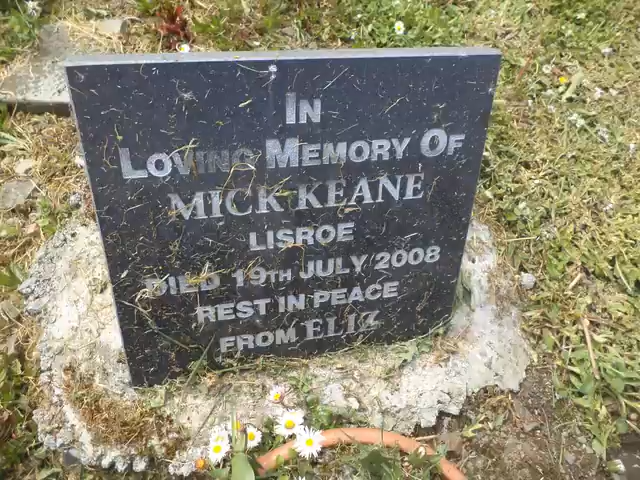 IN
LOVING MEMORY OF
MICK KEANE
LISROE
DIED 19TH JULY 2008
REST IN PEACE
FROM ELIZ